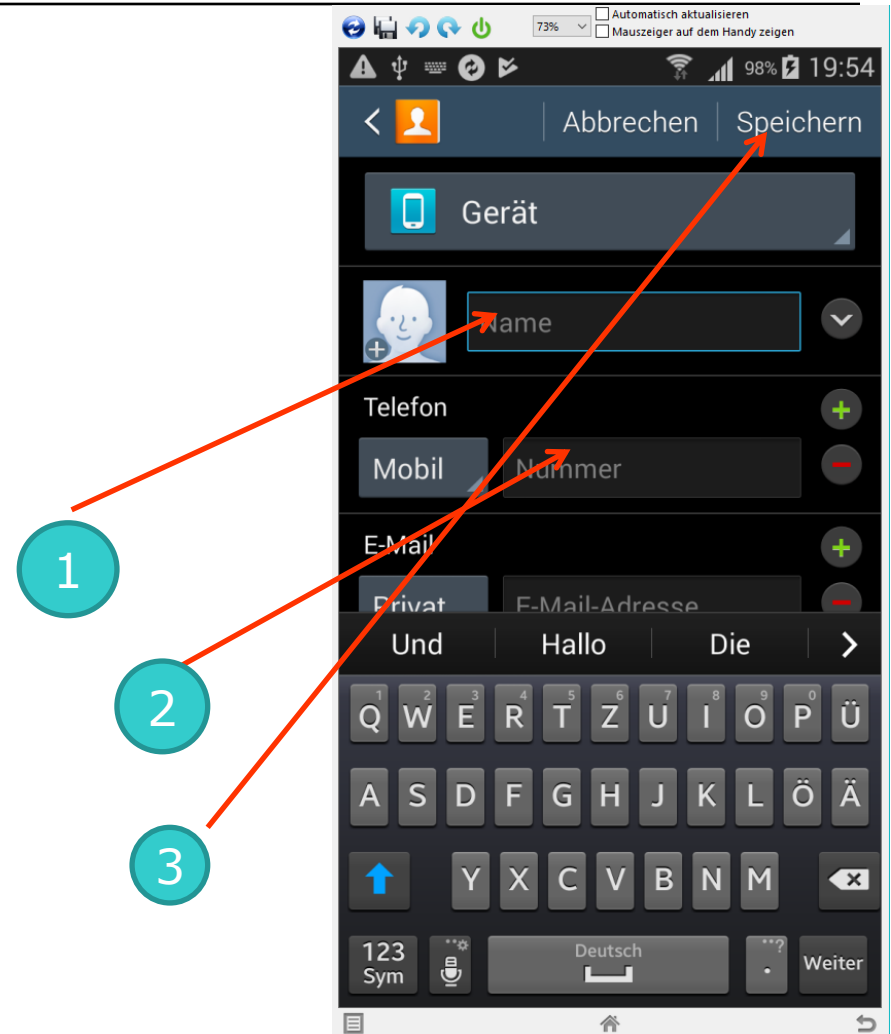 Automatisch aktualisieren
73% Mauszeiger auf dem Handy zeigen
98% 19:54
Abbrechen Speichern
Gerät
Name
Telefon
Mobil Nummer
1
E-Mail
Privat E-Mail-Adresse
Und Hallo Die
2
1 2 3 4 5 6 7 8 9 0
Q W E R T Z U I O P Ü
A S D F G H J K L Ö Ä
3
Y X C V B N M
123 Deutsch ?
Sym . Weiter